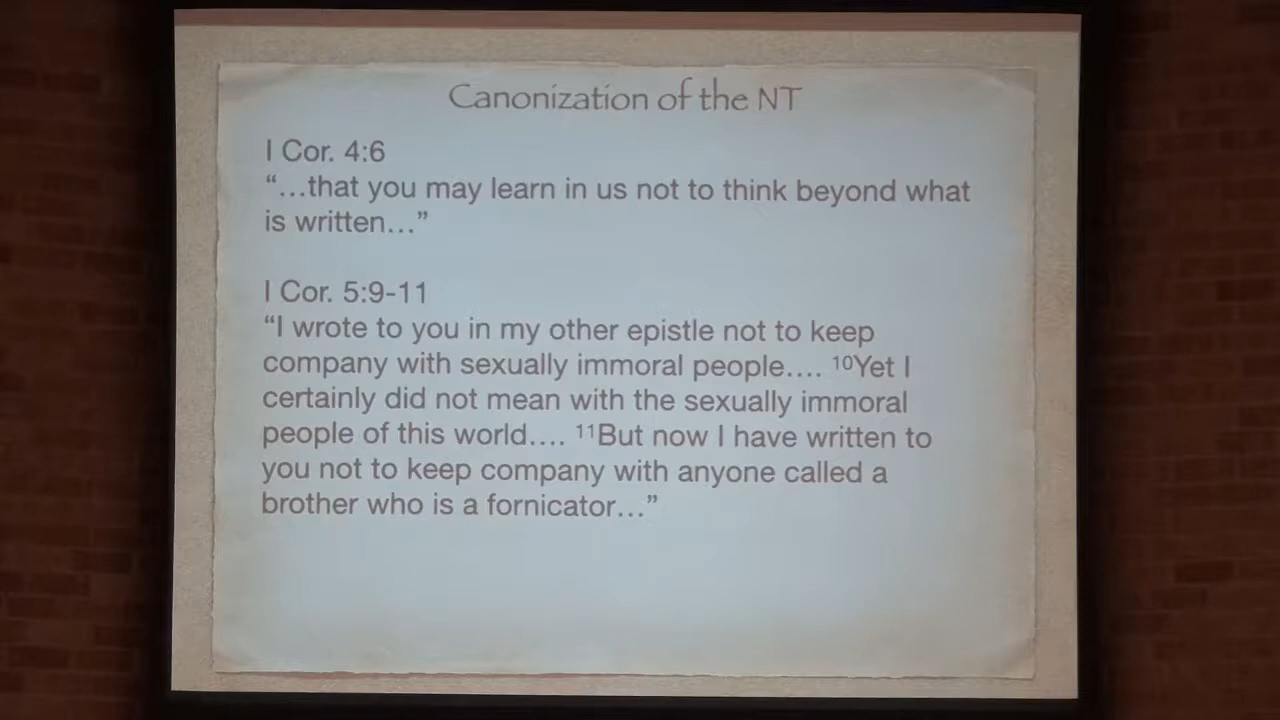 Canonization of the NT
I Cor. 4:6
“…that you may learn in us not to think beyond what
is written…”
I Cor. 5:9-11
“I wrote to you in my other epistle not to keep
company with sexually immoral people…. ¹⁰Yet I
certainly did not mean with the sexually immoral
people of this world…. ¹¹But now I have written to
you not to keep company with anyone called a
brother who is a fornicator…”